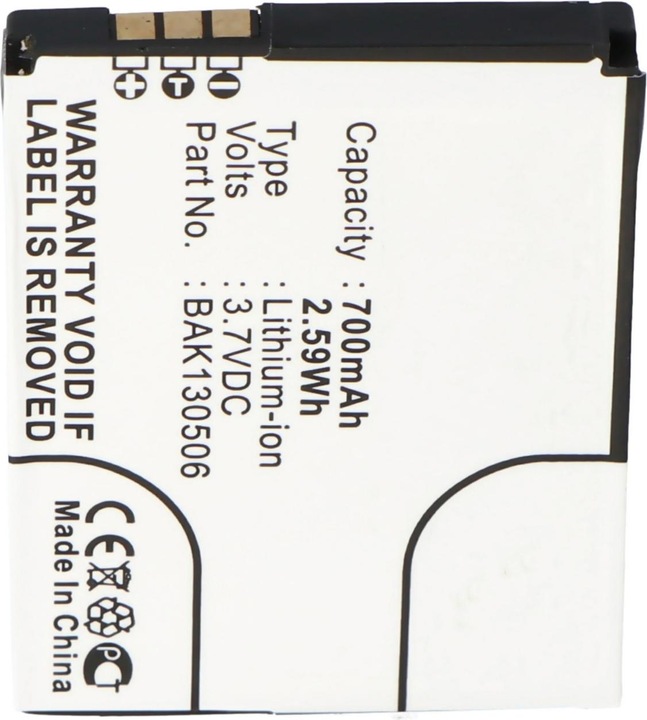 Capacity : 700mAh
2.59Wh
Type : Lithium-ion
Volts : 3.7VDC
Part No. : BAK130506
+ T -
WARRANTY VOID IF
LABEL IS REMOVED
CE PCT
Made In China